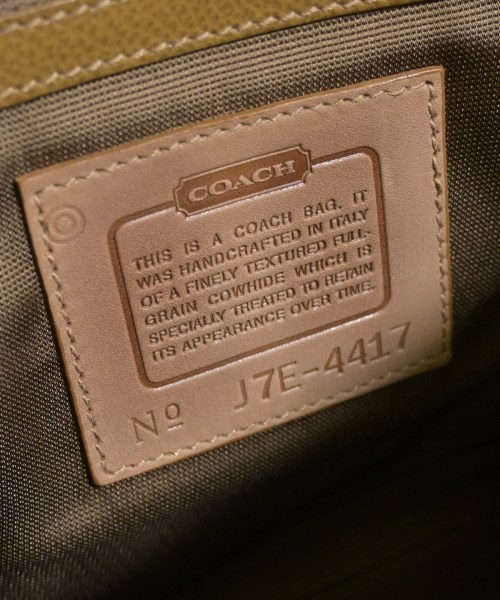 COACH
THIS IS A COACH BAG. IT
WAS HANDCRAFTED IN ITALY
OF A FINELY TEXTURED FULL-
GRAIN COWHIDE WHICH IS
SPECIALLY TREATED TO RETAIN
ITS APPEARANCE OVER TIME.
Nº J7E-4417